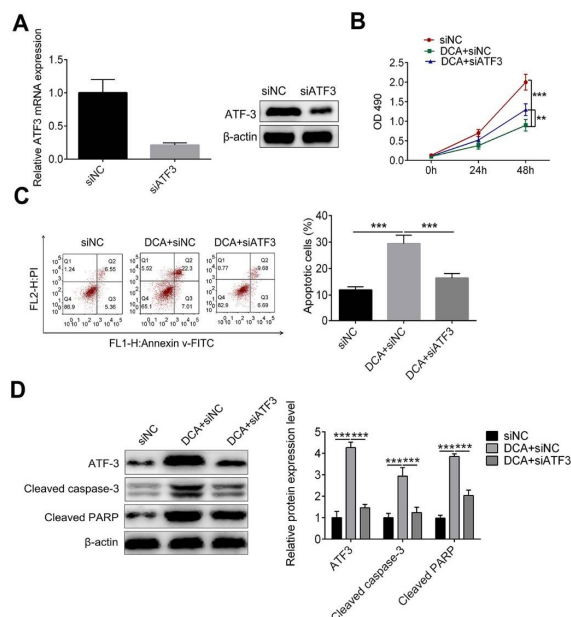 A
Relative ATF3 mRNA expression
1.5
1.0
0.5
0.0
siNC
siATF3
siNC siATF3
ATF-3
β-actin
B
siNC
DCA+siNC
DCA+siATF3
OD 490
2.5
2.0
1.5
1.0
0.5
0.0
0h 24h 48h
***
**
C
siNC DCA+siNC DCA+siATF3
FL2-H:PI
Q1 Q2
1.24 6.55
Q4 Q3
86.9 5.36
Q1 Q2
5.52 22.3
Q4 Q3
65.1 7.01
Q1 Q2
0.77 9.68
Q4 Q3
82.9 6.69
FL1-H:Annexin v-FITC
Apoptotic cells (%)
40
30
20
10
0
*** ***
siNC
DCA+siNC
DCA+siATF3
D
siNC
DCA+siNC
DCA+siATF3
ATF-3
Cleaved caspase-3
Cleaved PARP
β-actin
Relative protein expression level
6
4
2
0
****** ****** ******
siNC
DCA+siNC
DCA+siATF3
ATF3
Cleaved caspase-3
Cleaved PARP